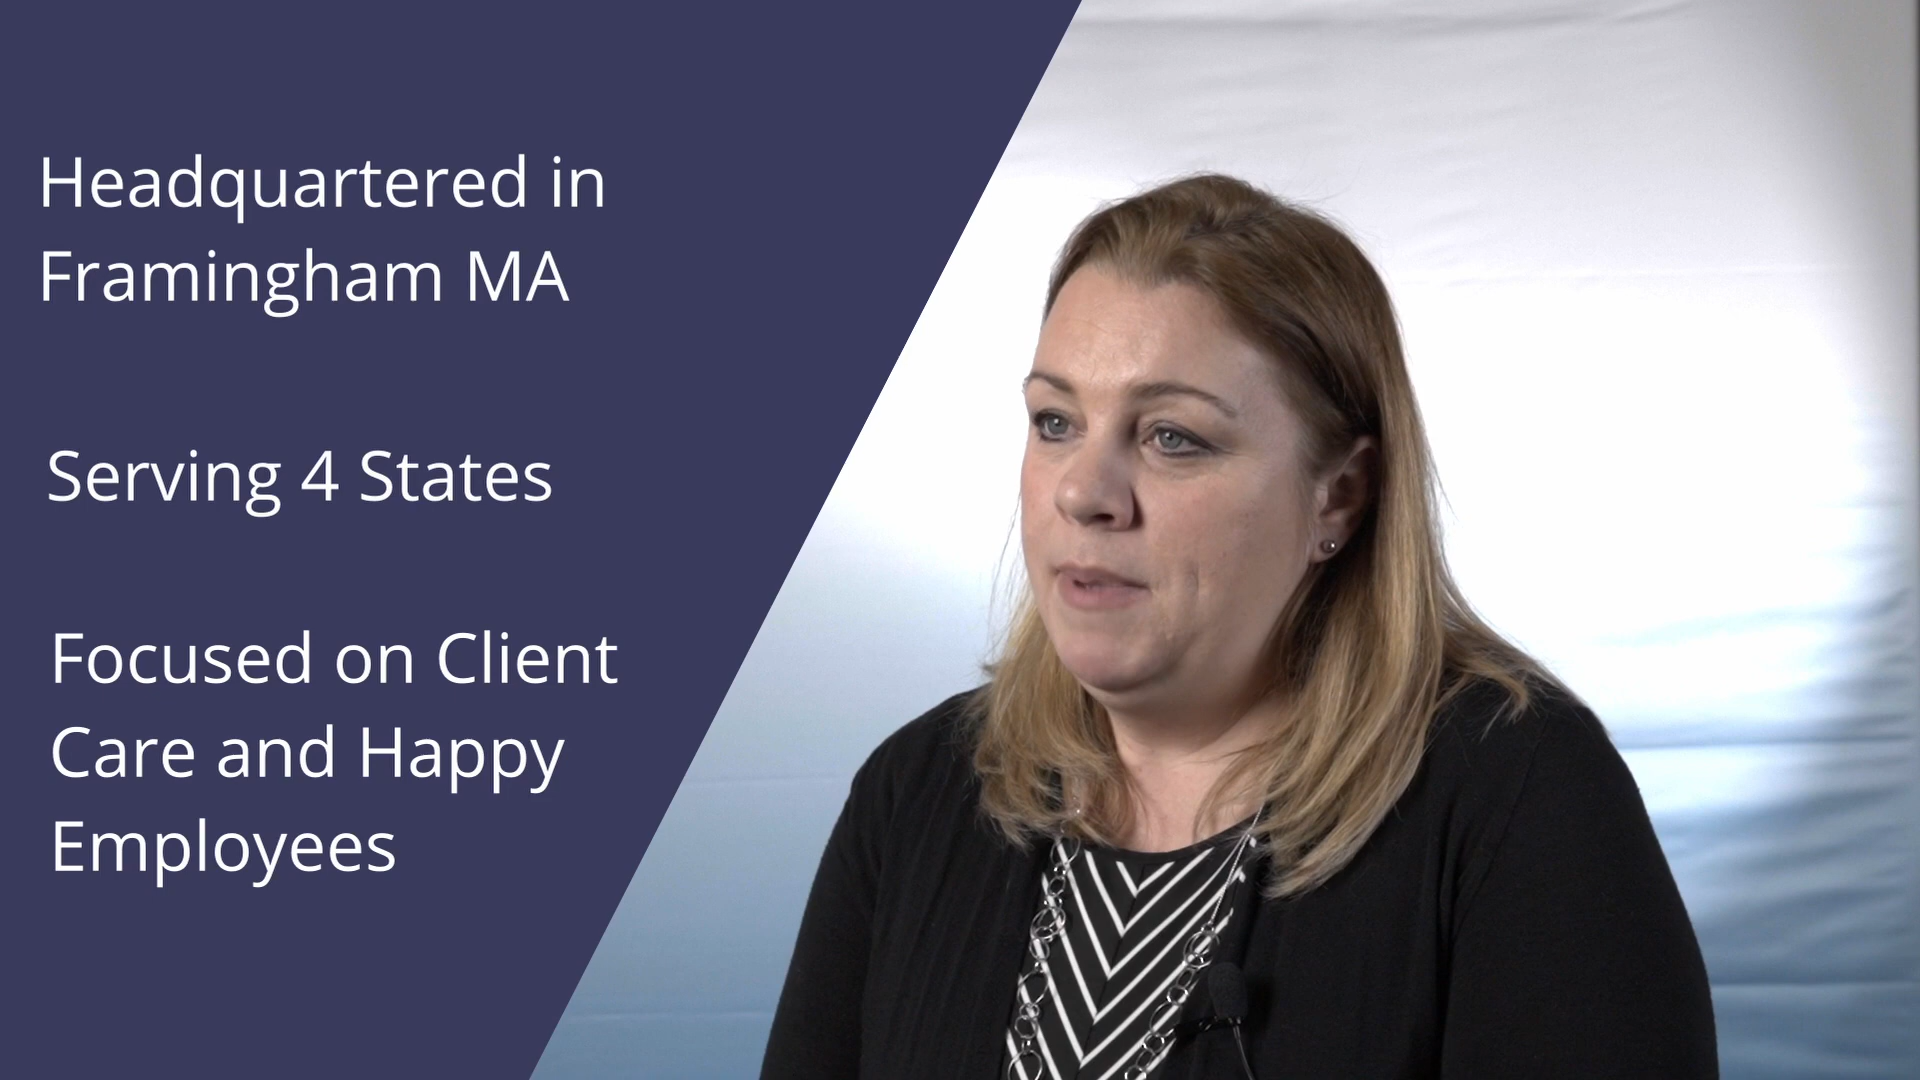 Headquartered in
Framingham MA
Serving 4 States
Focused on Client
Care and Happy
Employees